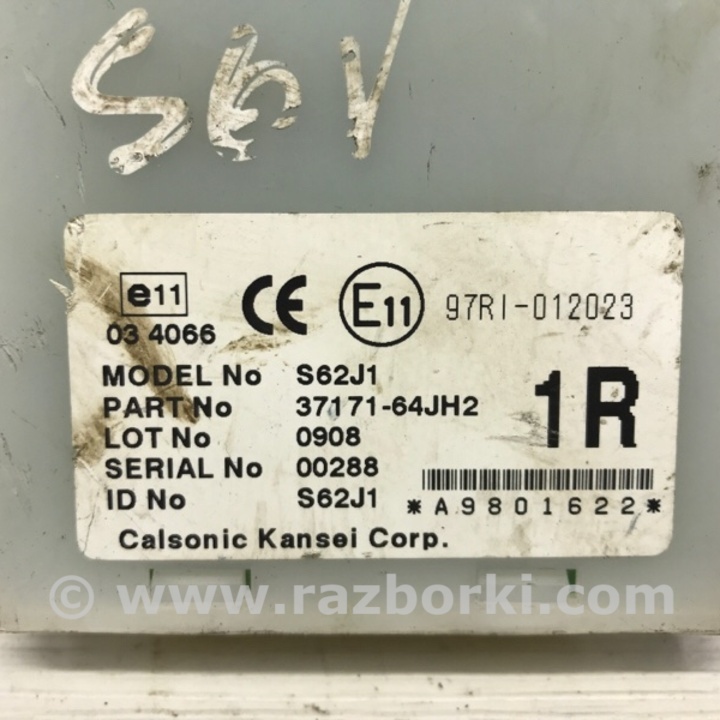 SGV
e11
03 4066
CE
E11
97RI-012023
MODEL No S62J1
PART No 37171-64JH2
1R
LOT No 0908
SERIAL No 00288
ID No S62J1
*A9801622*
Calsonic Kansei Corp.
© www.razborki.com